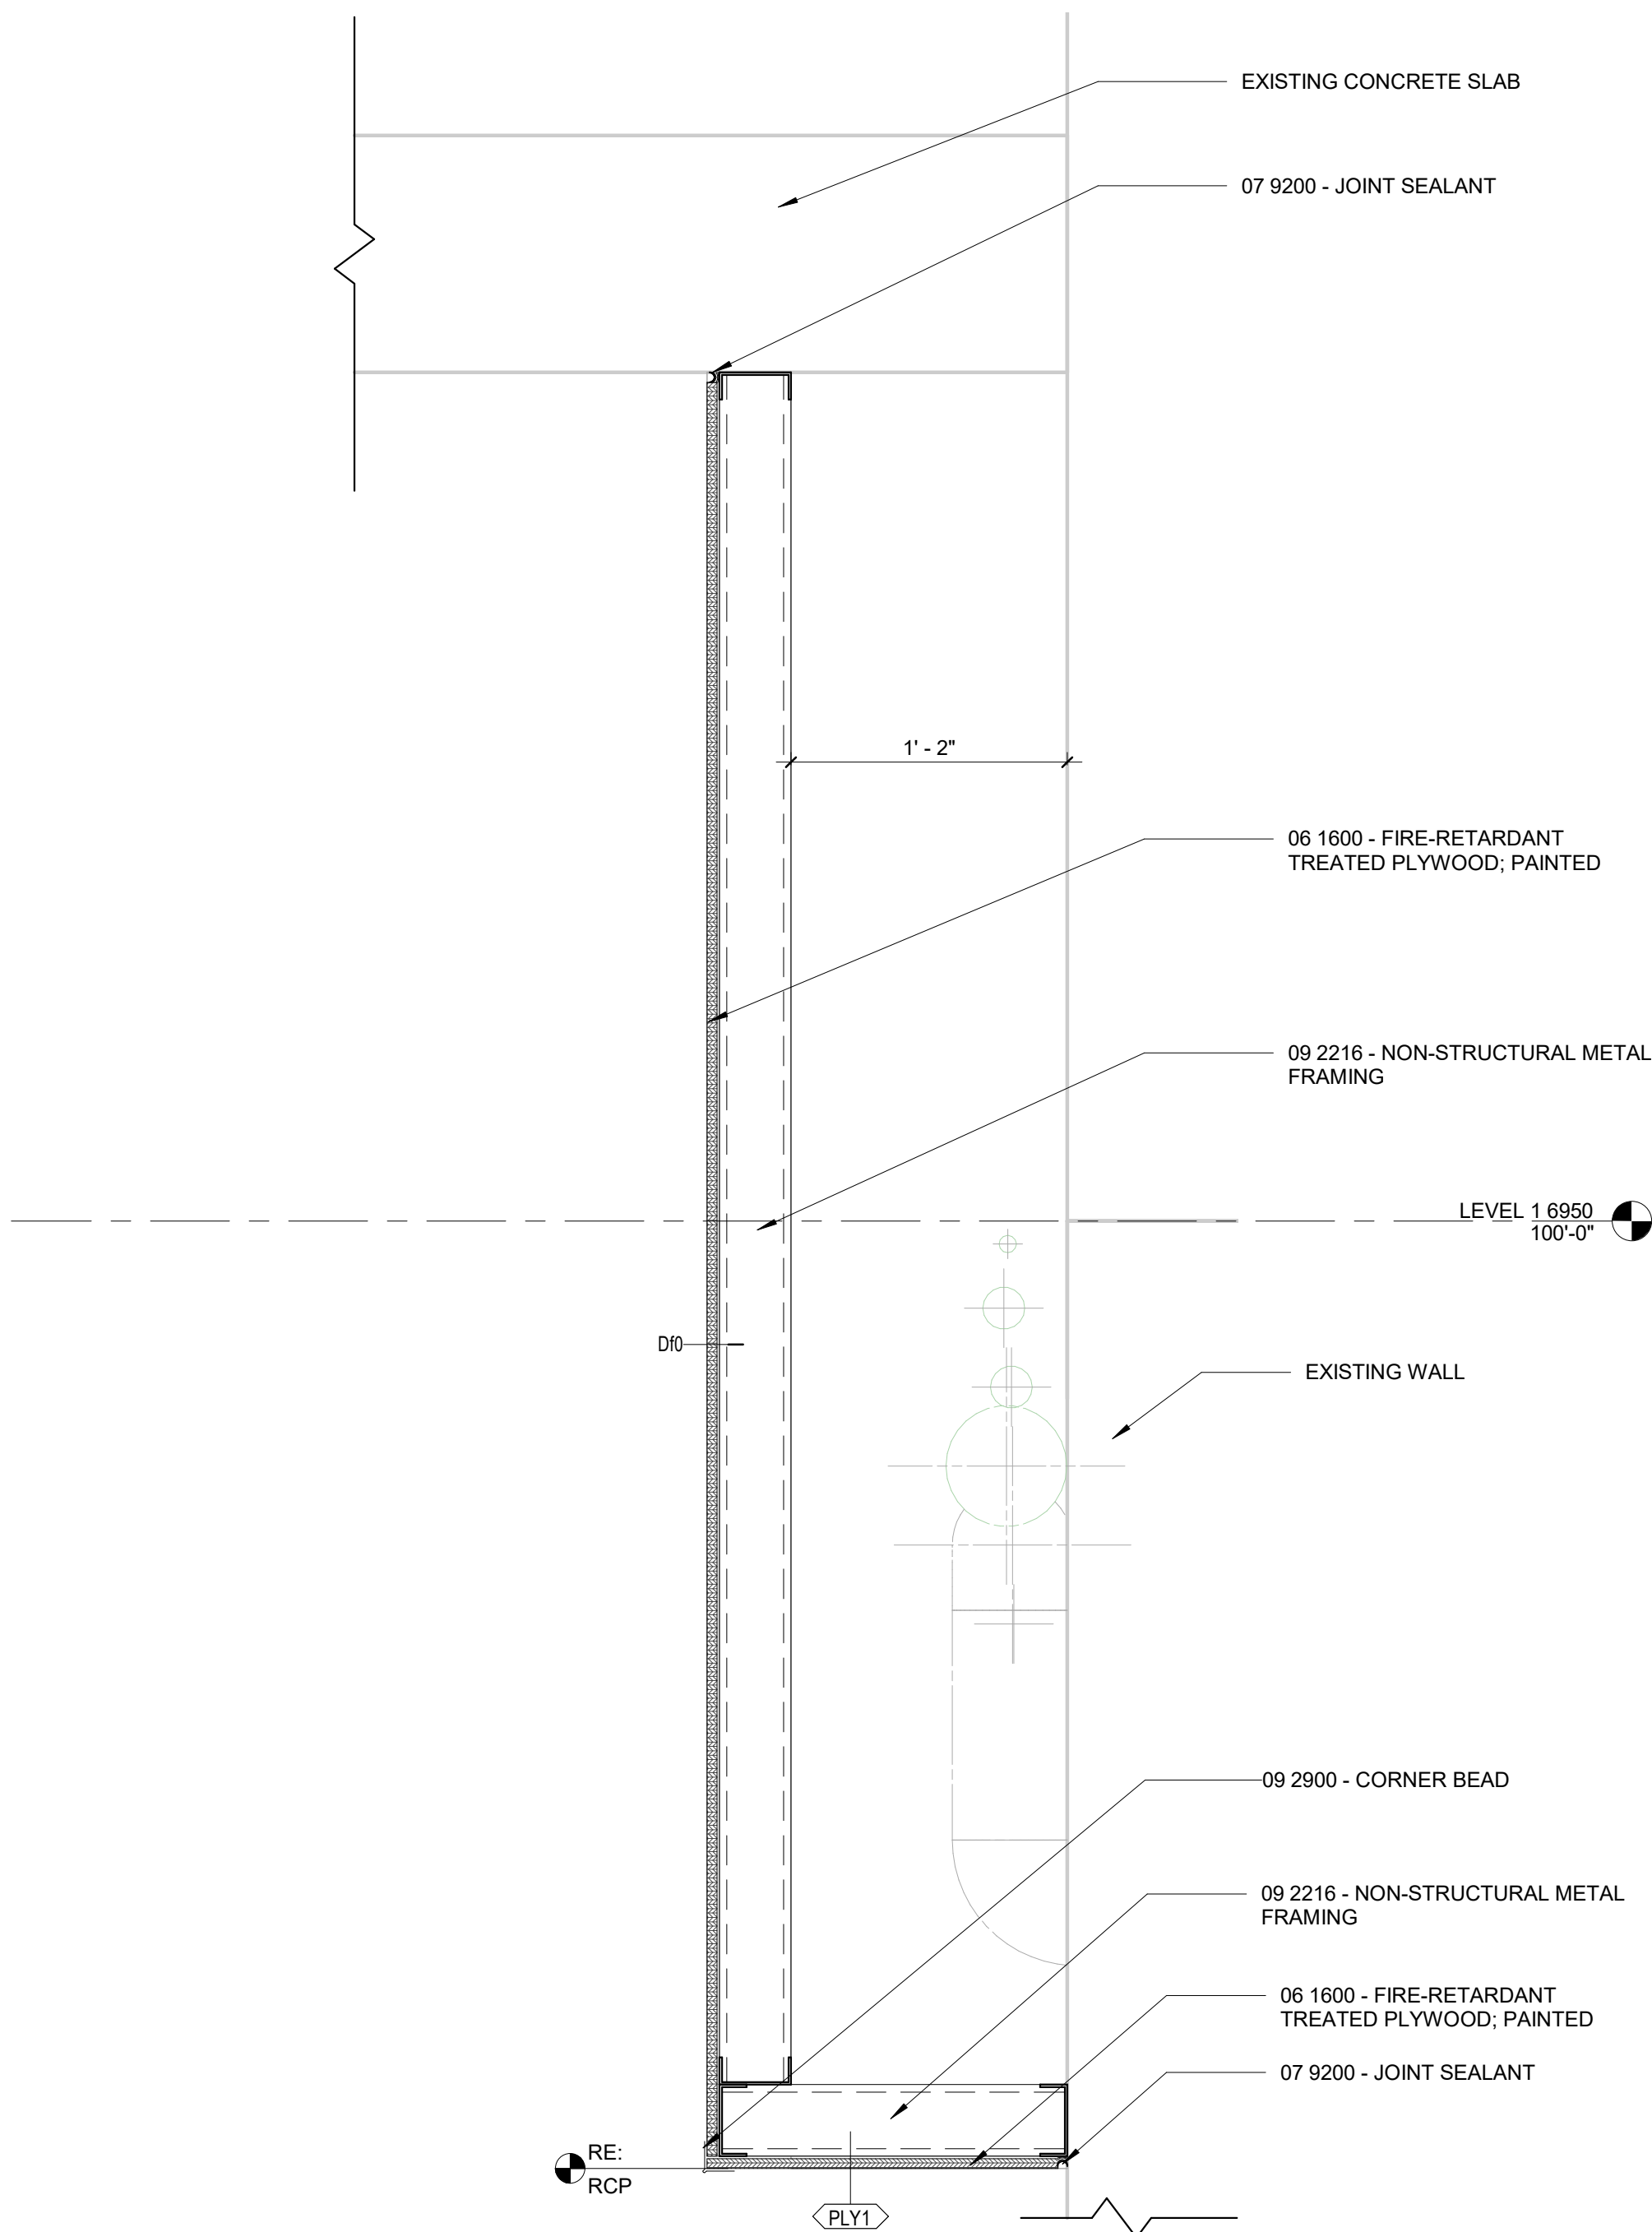 EXISTING CONCRETE SLAB
07 9200 - JOINT SEALANT
1' - 2"
06 1600 - FIRE-RETARDANT
TREATED PLYWOOD; PAINTED
09 2216 - NON-STRUCTURAL METAL
FRAMING
LEVEL 1 6950
100'-0"
Df0
EXISTING WALL
09 2900 - CORNER BEAD
09 2216 - NON-STRUCTURAL METAL
FRAMING
06 1600 - FIRE-RETARDANT
TREATED PLYWOOD; PAINTED
07 9200 - JOINT SEALANT
RE:
RCP
PLY1